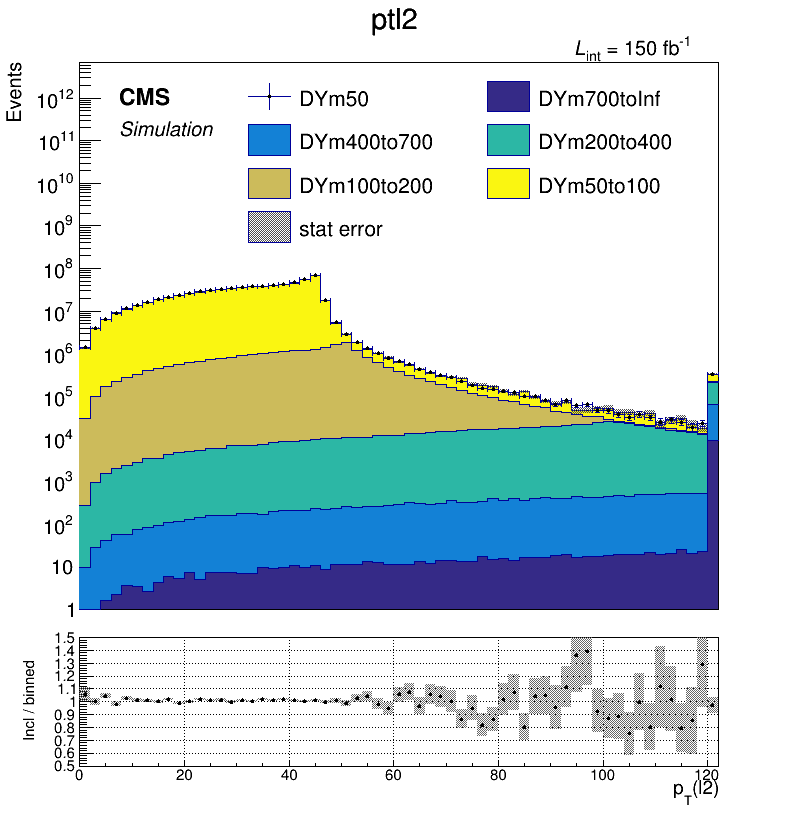 ptl2
L_int = 150 fb^-1
Events
CMS
Simulation
DYm50
DYm700toInf
DYm400to700
DYm200to400
DYm100to200
DYm50to100
stat error
10^12
10^11
10^10
10^9
10^8
10^7
10^6
10^5
10^4
10^3
10^2
10
1
Incl / binned
1.5
1.4
1.3
1.2
1.1
1
0.9
0.8
0.7
0.6
0.5
0 20 40 60 80 100 120
p_T(l2)